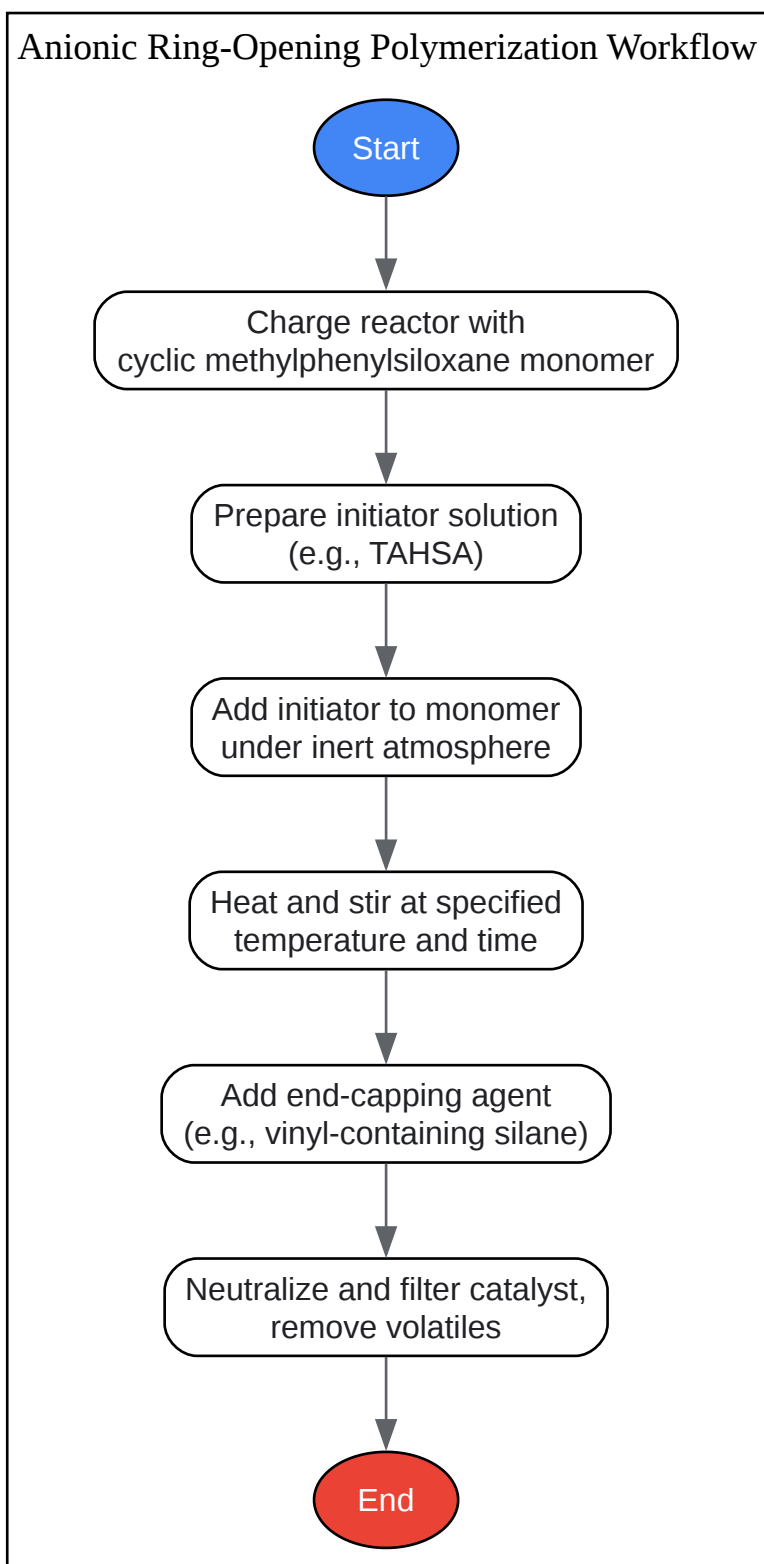 Anionic Ring-Opening Polymerization Workflow
Start
Charge reactor with
cyclic methylphenylsiloxane monomer
Prepare initiator solution
(e.g., TAHSA)
Add initiator to monomer
under inert atmosphere
Heat and stir at specified
temperature and time
Add end-capping agent
(e.g., vinyl-containing silane)
Neutralize and filter catalyst,
remove volatiles
End